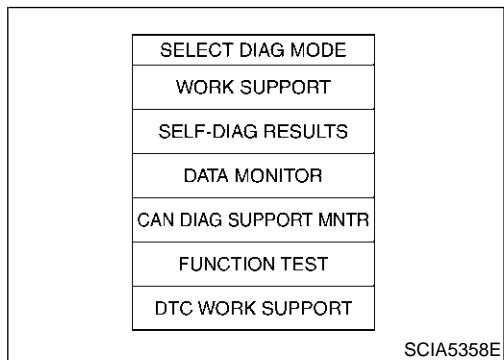 SELECT DIAG MODE
WORK SUPPORT
SELF-DIAG RESULTS
DATA MONITOR
CAN DIAG SUPPORT MNTR
FUNCTION TEST
DTC WORK SUPPORT
SCIA5358E